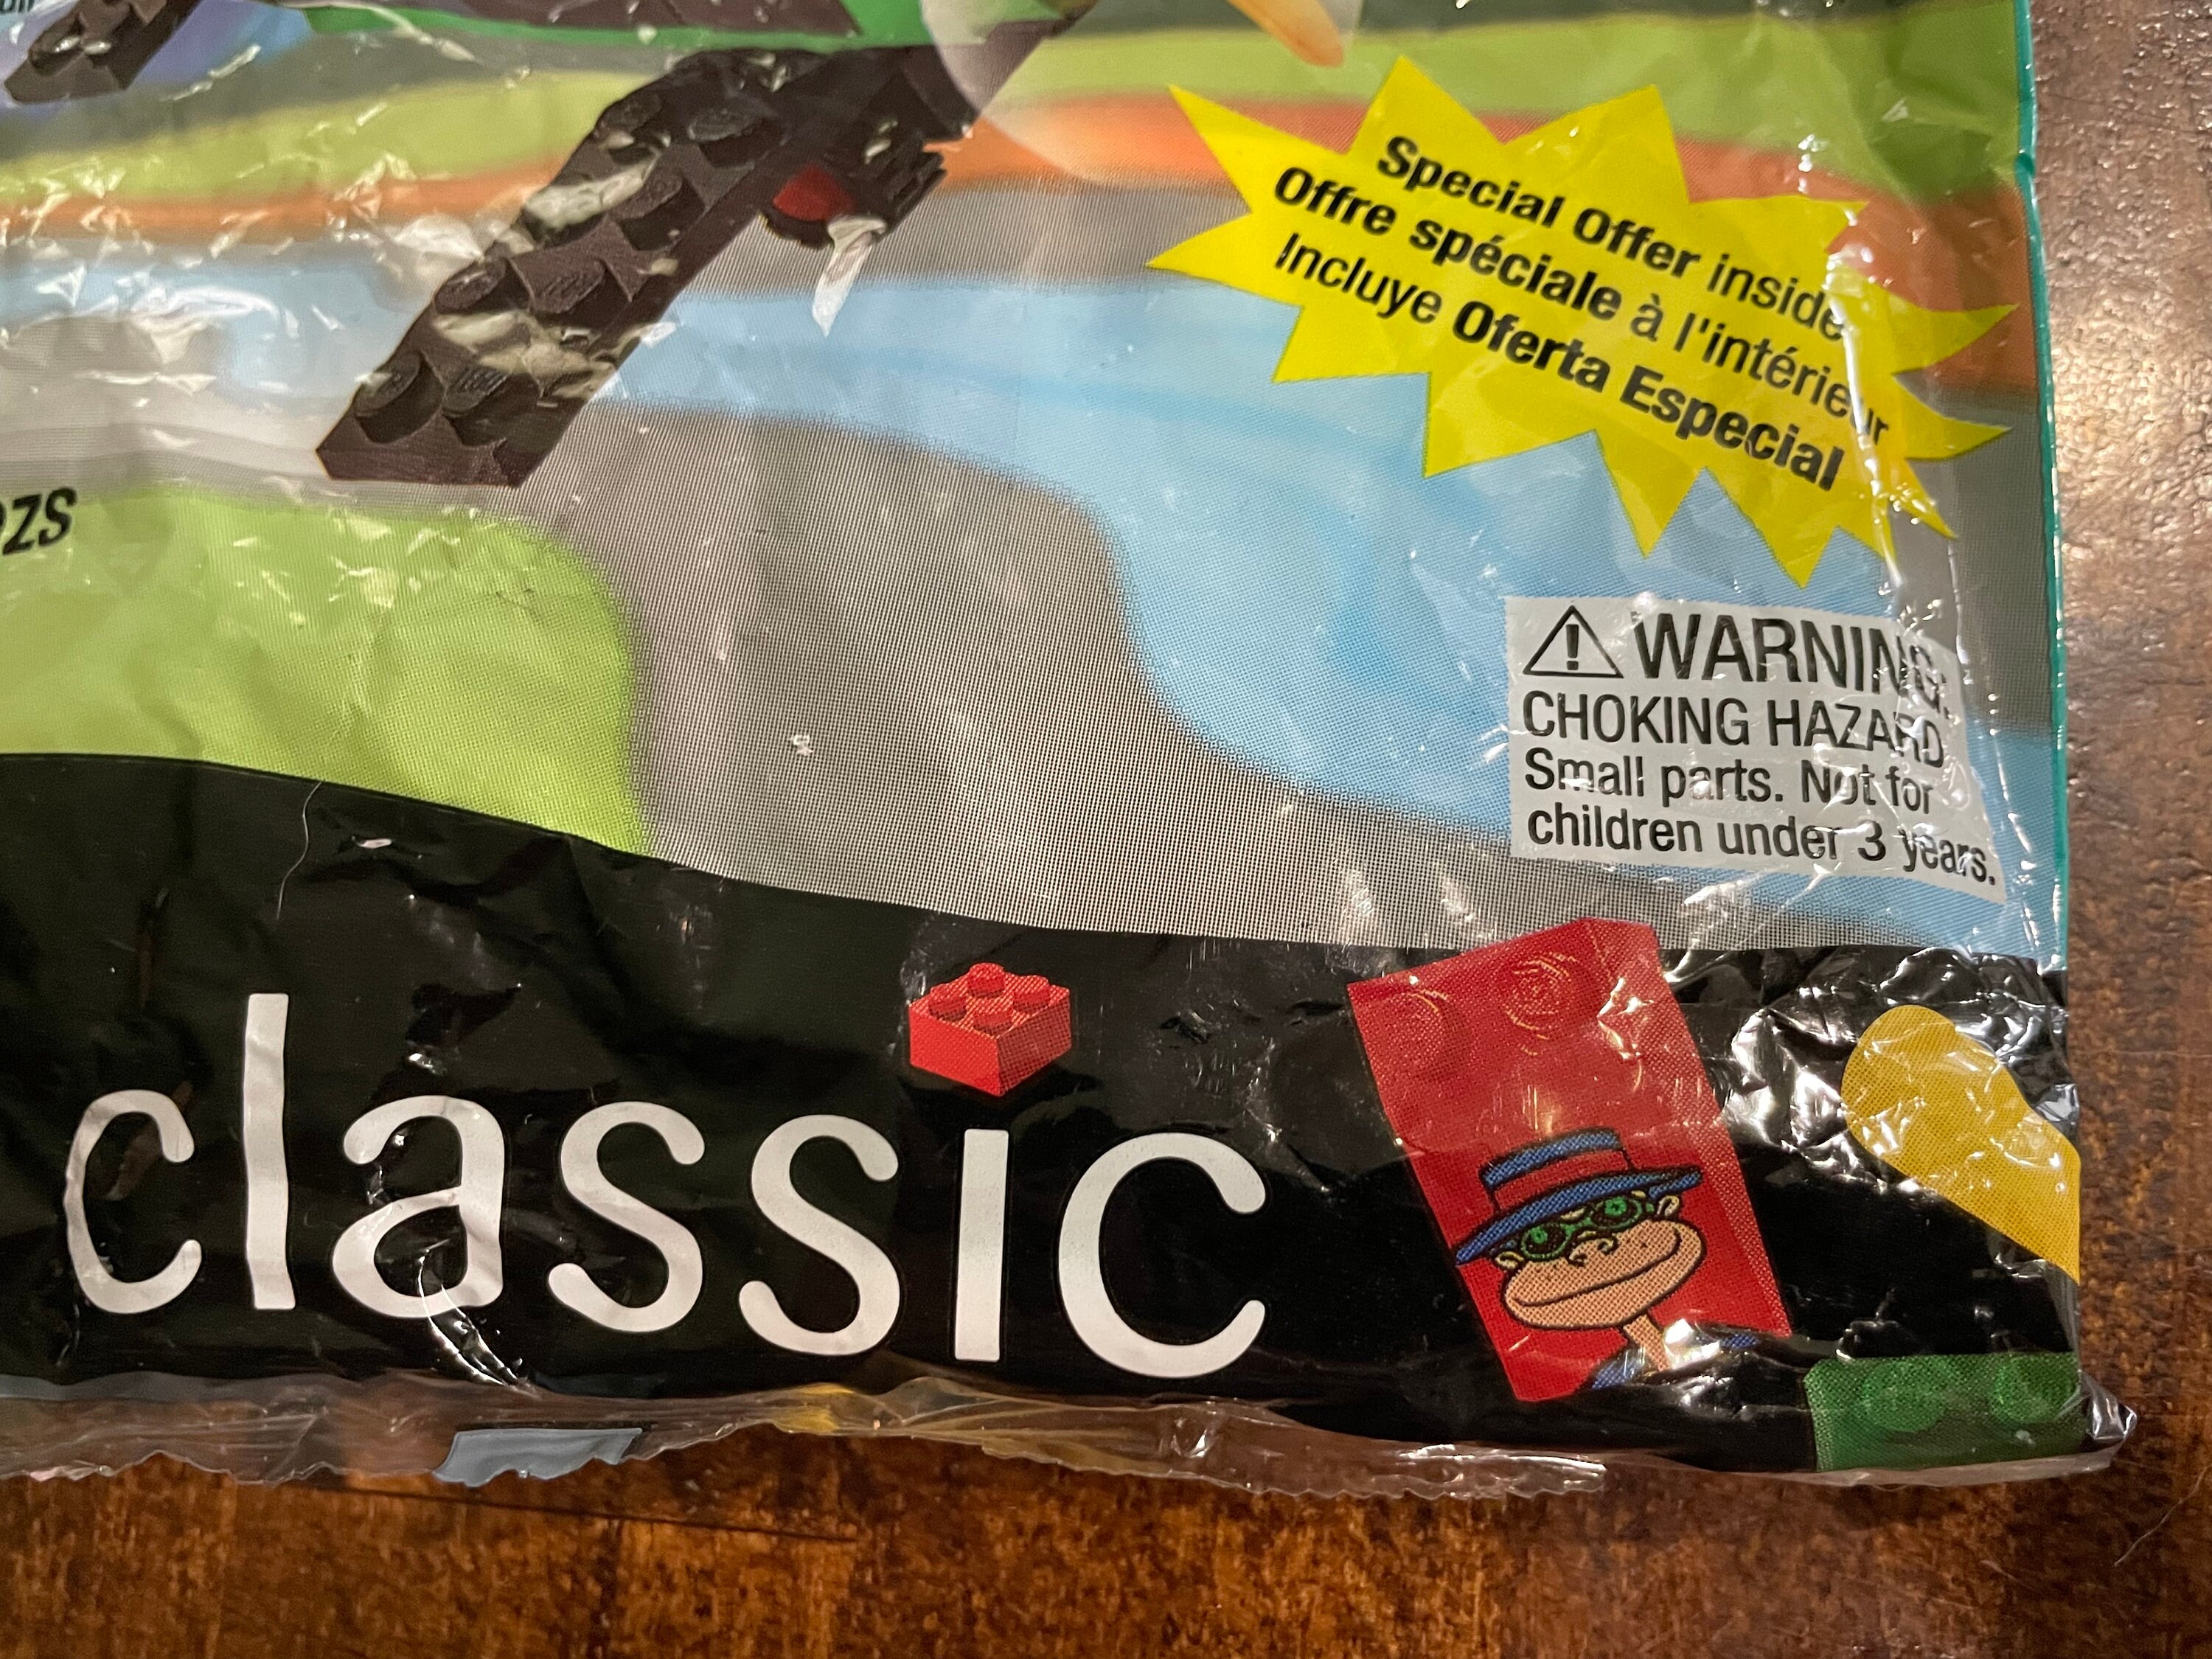 Special Offer inside
Offre spéciale à l'intérieur
Incluye Oferta Especial
WARNING:
CHOKING HAZARD
Small parts. Not for
children under 3 years.
classic